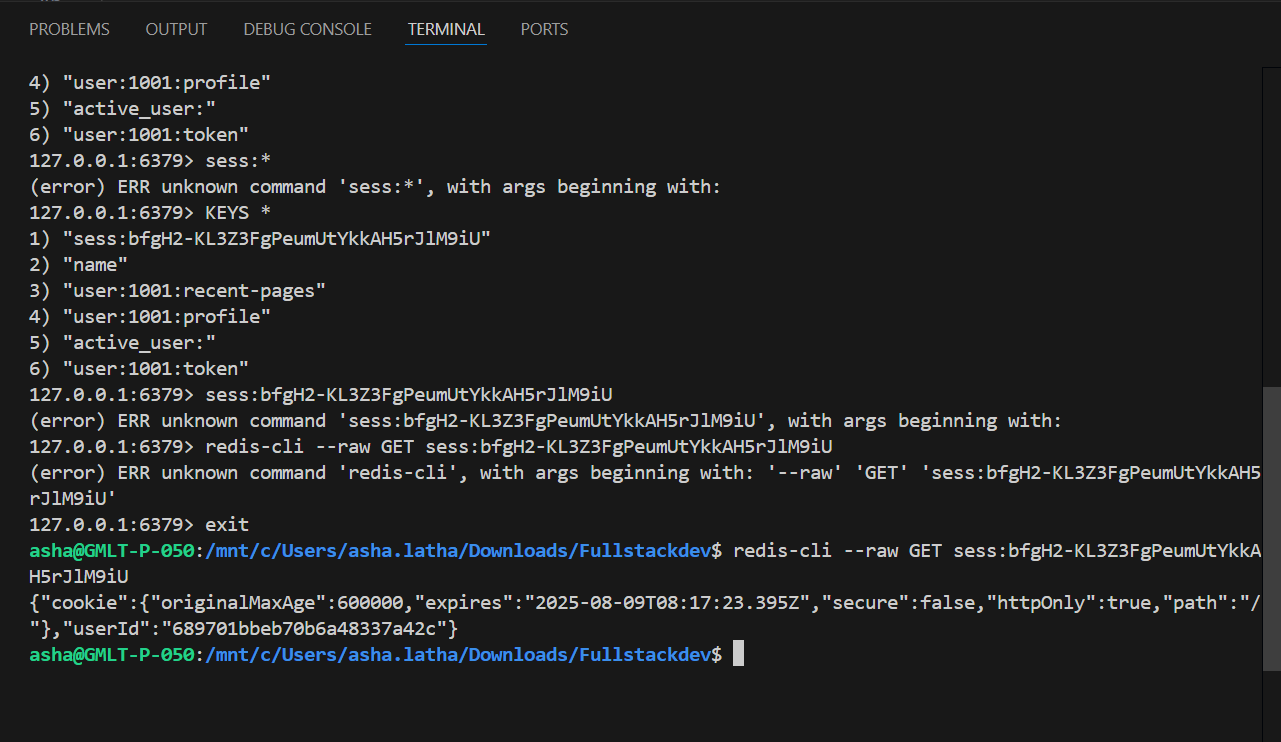 PROBLEMS OUTPUT DEBUG CONSOLE TERMINAL PORTS
4) "user:1001:profile"
5) "active_user:"
6) "user:1001:token"
127.0.0.1:6379> sess:*
(error) ERR unknown command 'sess:*', with args beginning with:
127.0.0.1:6379> KEYS *
1) "sess:bfgH2-KL3Z3FgPeumUtYkkAH5rJlM9iU"
2) "name"
3) "user:1001:recent-pages"
4) "user:1001:profile"
5) "active_user:"
6) "user:1001:token"
127.0.0.1:6379> sess:bfgH2-KL3Z3FgPeumUtYkkAH5rJlM9iU
(error) ERR unknown command 'sess:bfgH2-KL3Z3FgPeumUtYkkAH5rJlM9iU', with args beginning with:
127.0.0.1:6379> redis-cli --raw GET sess:bfgH2-KL3Z3FgPeumUtYkkAH5rJlM9iU
(error) ERR unknown command 'redis-cli', with args beginning with: '--raw' 'GET' 'sess:bfgH2-KL3Z3FgPeumUtYkkAH5
rJlM9iU'
127.0.0.1:6379> exit
asha@GMLT-P-050:/mnt/c/Users/asha.latha/Downloads/Fullstackdev$ redis-cli --raw GET sess:bfgH2-KL3Z3FgPeumUtYkkA
H5rJlM9iU
{"cookie":{"originalMaxAge":600000,"expires":"2025-08-09T08:17:23.395Z","secure":false,"httpOnly":true,"path":"/
"},"userId":"689701bbeb70b6a48337a42c"}
asha@GMLT-P-050:/mnt/c/Users/asha.latha/Downloads/Fullstackdev$